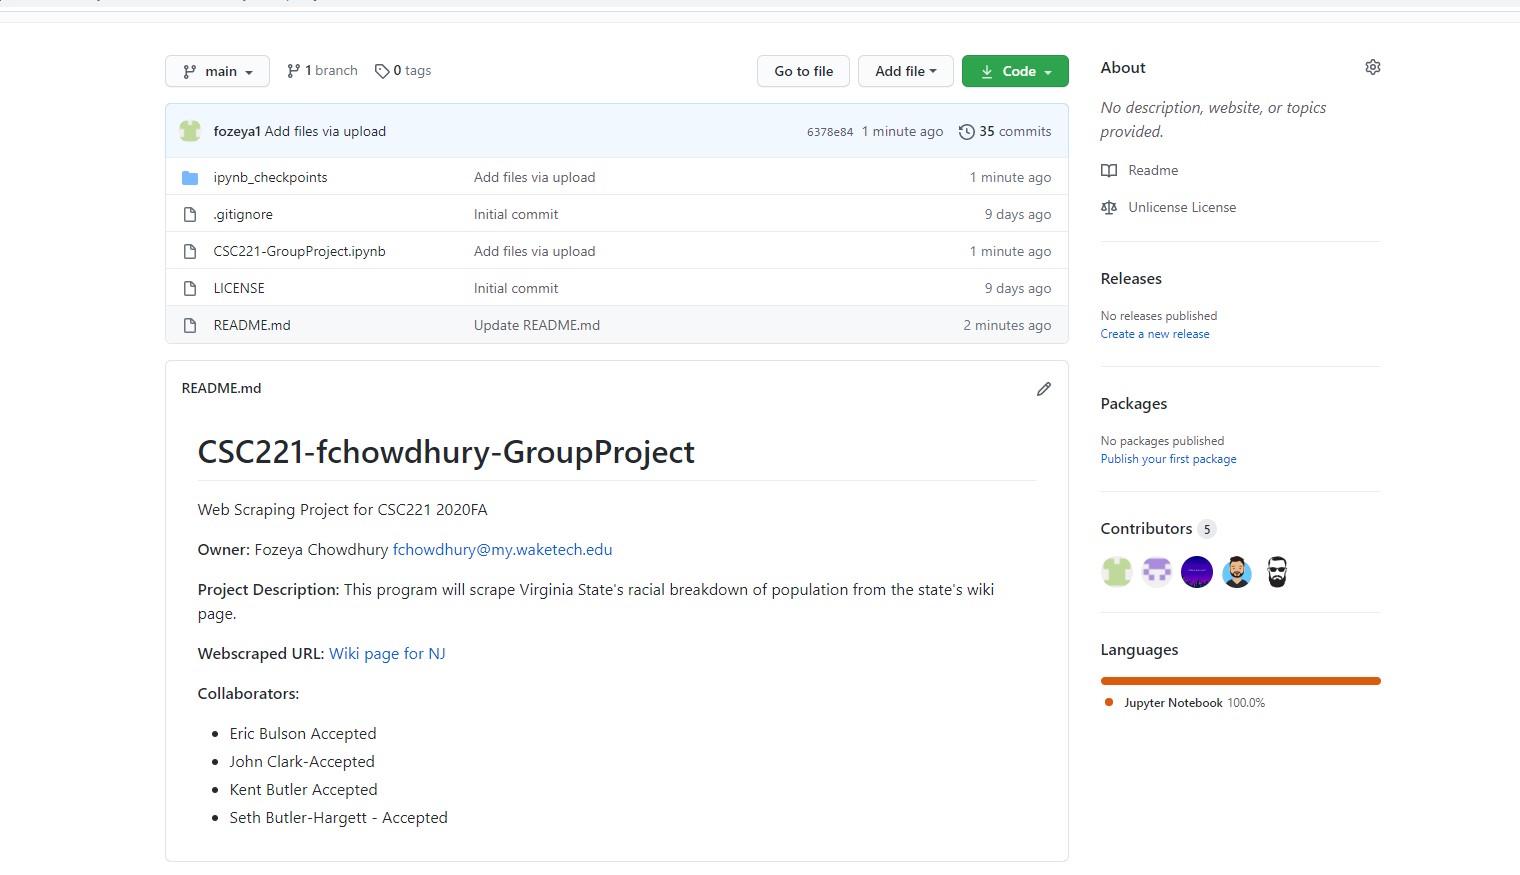 main 1 branch 0 tags Go to file Add file Code
fozeya1 Add files via upload 6378e84 1 minute ago 35 commits
ipynb_checkpoints Add files via upload 1 minute ago
.gitignore Initial commit 9 days ago
CSC221-GroupProject.ipynb Add files via upload 1 minute ago
LICENSE Initial commit 9 days ago
README.md Update README.md 2 minutes ago
README.md
CSC221-fchowdhury-GroupProject
Web Scraping Project for CSC221 2020FA
Owner: Fozeya Chowdhury fchowdhury@my.waketech.edu
Project Description: This program will scrape Virginia State's racial breakdown of population from the state's wiki
page.
Webscraped URL: Wiki page for NJ
Collaborators:
Eric Bulson Accepted
John Clark-Accepted
Kent Butler Accepted
Seth Butler-Hargett - Accepted
About
No description, website, or topics
provided.
Readme
Unlicense License
Releases
No releases published
Create a new release
Packages
No packages published
Publish your first package
Contributors 5
Languages
Jupyter Notebook 100.0%